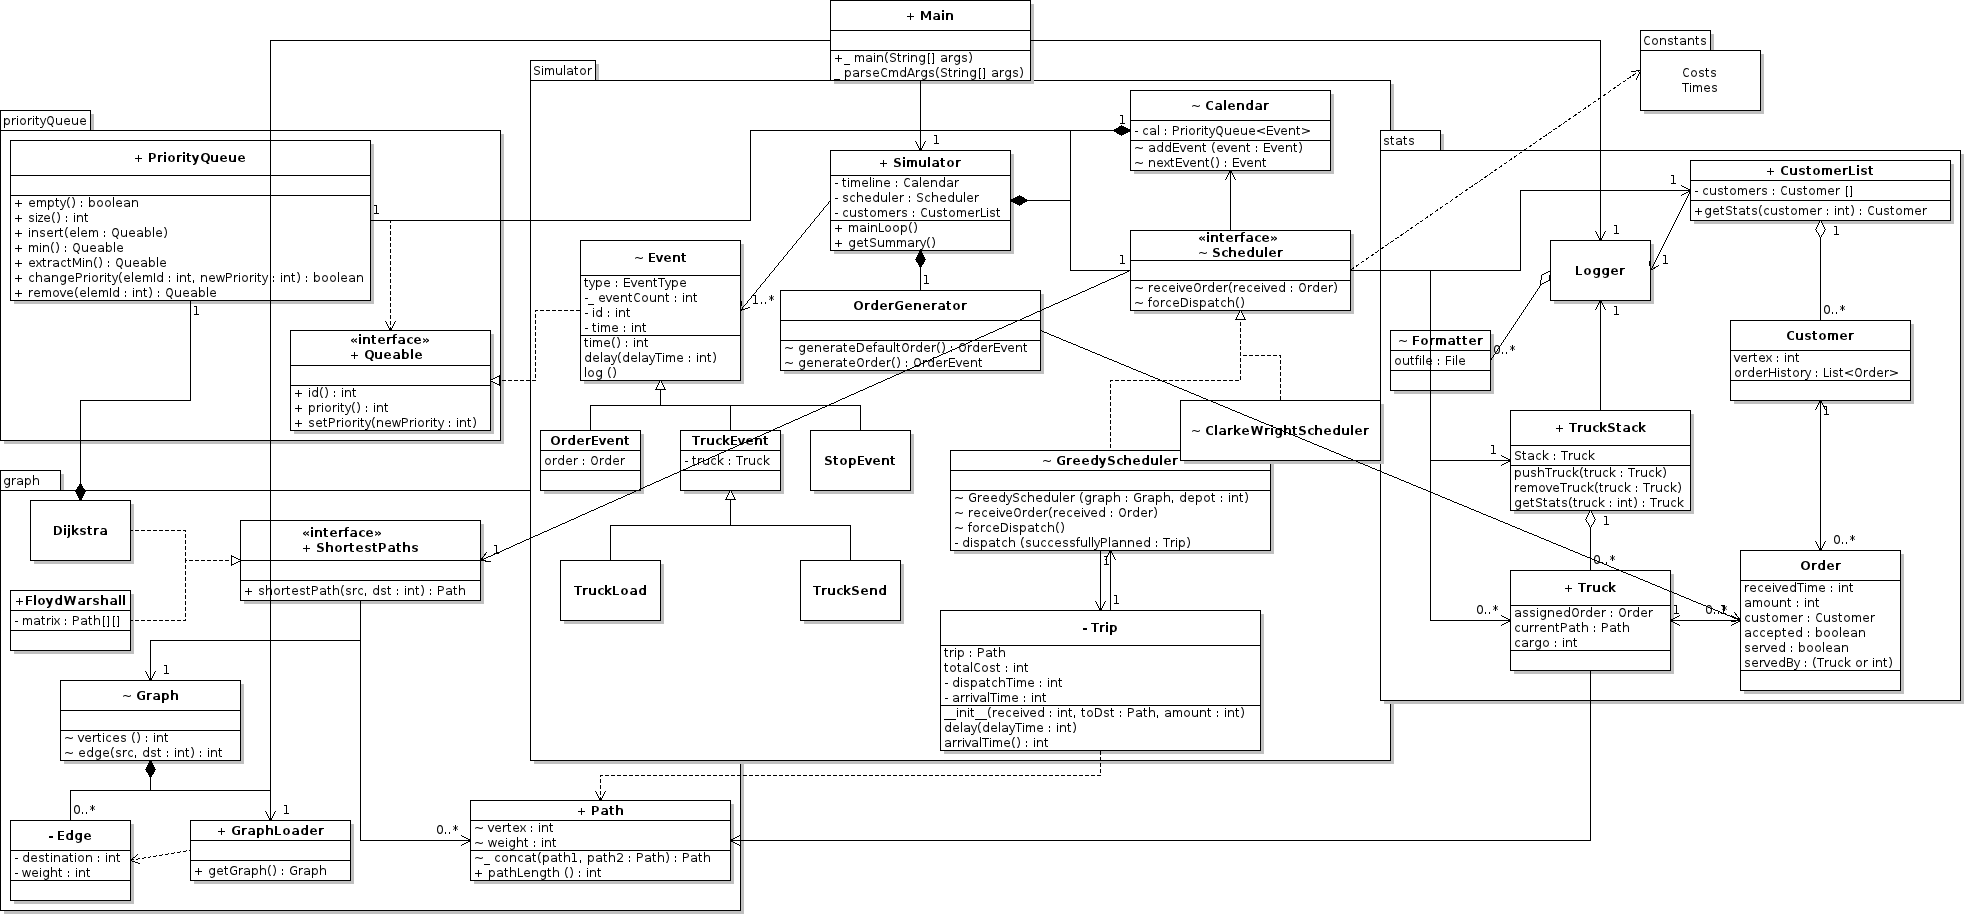 + Main
+_ main(String[] args)
_ parseCmdArgs(String[] args)
Constants
Costs
Times
Simulator
~ Calendar
- cal : PriorityQueue<Event>
~ addEvent (event : Event)
~ nextEvent() : Event
1
priorityQueue
+ PriorityQueue
+ empty() : boolean
+ size() : int
+ insert(elem : Queable)
+ min() : Queable
+ extractMin() : Queable
+ changePriority(elemId : int, newPriority : int) : boolean
+ remove(elemId : int) : Queable
1
1
«interface»
+ Queable
+ id() : int
+ priority() : int
+ setPriority(newPriority : int)
1
+ Simulator
- timeline : Calendar
- scheduler : Scheduler
- customers : CustomerList
+ mainLoop()
+ getSummary()
1
~ Event
type : EventType
-_ eventCount : int
- id : int
- time : int
time() : int
delay(delayTime : int)
log ()
1..*
OrderGenerator
~ generateDefaultOrder() : OrderEvent
~ generateOrder() : OrderEvent
1
«interface»
~ Scheduler
~ receiveOrder(received : Order)
~ forceDispatch()
OrderEvent
order : Order
TruckEvent
- truck : Truck
StopEvent
TruckLoad
TruckSend
~ ClarkeWrightScheduler
~ GreedyScheduler
~ GreedyScheduler (graph : Graph, depot : int)
~ receiveOrder(received : Order)
~ forceDispatch()
- dispatch (successfullyPlanned : Trip)
1
1
- Trip
trip : Path
totalCost : int
- dispatchTime : int
- arrivalTime : int
__init__(received : int, toDst : Path, amount : int)
delay(delayTime : int)
arrivalTime() : int
stats
1
+ CustomerList
- customers : Customer []
+getStats(customer : int) : Customer
1
1
Logger
1
1
0..*
~ Formatter
outfile : File
0..*
Customer
vertex : int
orderHistory : List<Order>
1
1
+ TruckStack
Stack : Truck
pushTruck(truck : Truck)
removeTruck(truck : Truck)
getStats(truck : int) : Truck
1
0..*
0..*
0..*
+ Truck
assignedOrder : Order
currentPath : Path
cargo : int
1
0..*
Order
receivedTime : int
amount : int
customer : Customer
accepted : boolean
served : boolean
servedBy : (Truck or int)
graph
Dijkstra
«interface»
+ ShortestPaths
+ shortestPath(src, dst : int) : Path
1
+FloydWarshall
- matrix : Path[][]
1
~ Graph
~ vertices () : int
~ edge(src, dst : int) : int
0..*
1
- Edge
- destination : int
- weight : int
+ GraphLoader
+ getGraph() : Graph
0..*
+ Path
~ vertex : int
~ weight : int
~_ concat(path1, path2 : Path) : Path
+ pathLength () : int